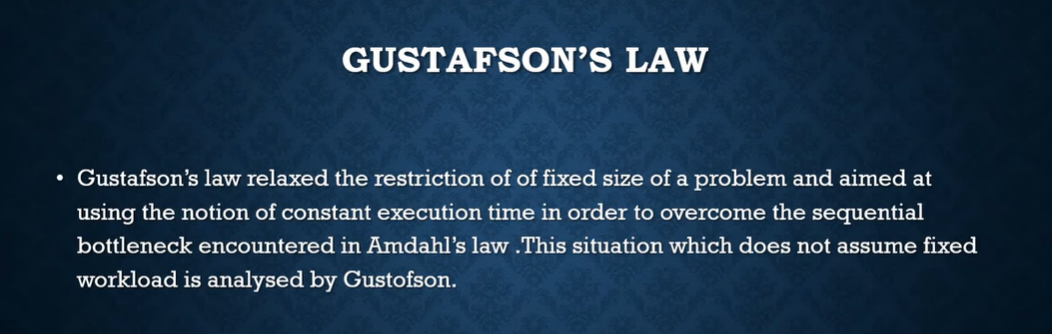 GUSTAFSON'S LAW
• Gustafson's law relaxed the restriction of of fixed size of a problem and aimed at
using the notion of constant execution time in order to overcome the sequential
bottleneck encountered in Amdahl's law .This situation which does not assume fixed
workload is analysed by Gustofson.